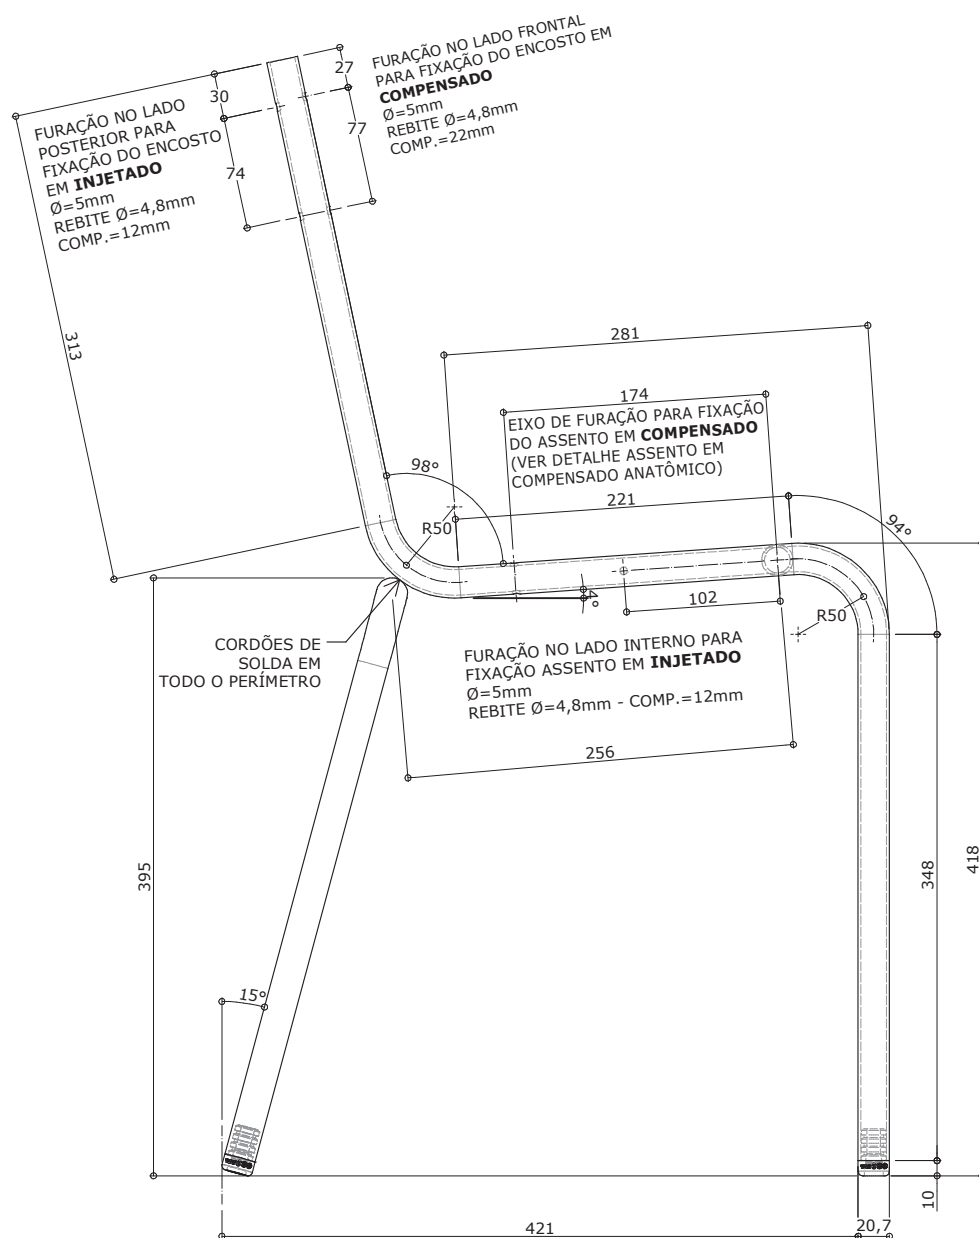 FURAÇÃO NO LADO FRONTAL
PARA FIXAÇÃO DO ENCOSTO EM
COMPENSADO
Ø=5mm
REBITE Ø=4,8mm
COMP.=22mm
27
77
30
74
FURAÇÃO NO LADO
POSTERIOR PARA
FIXAÇÃO DO ENCOSTO
EM INJETADO
Ø=5mm
REBITE Ø=4,8mm
COMP.=12mm
313
281
174
EIXO DE FURAÇÃO PARA FIXAÇÃO
DO ASSENTO EM COMPENSADO
(VER DETALHE ASSENTO EM
COMPENSADO ANATÔMICO)
98°
221
R50
94°
4°
102
R50
CORDÕES DE
SOLDA EM
TODO O PERÍMETRO
FURAÇÃO NO LADO INTERNO PARA
FIXAÇÃO ASSENTO EM INJETADO
Ø=5mm
REBITE Ø=4,8mm - COMP.=12mm
256
395
348
418
15°
10
421
20,7